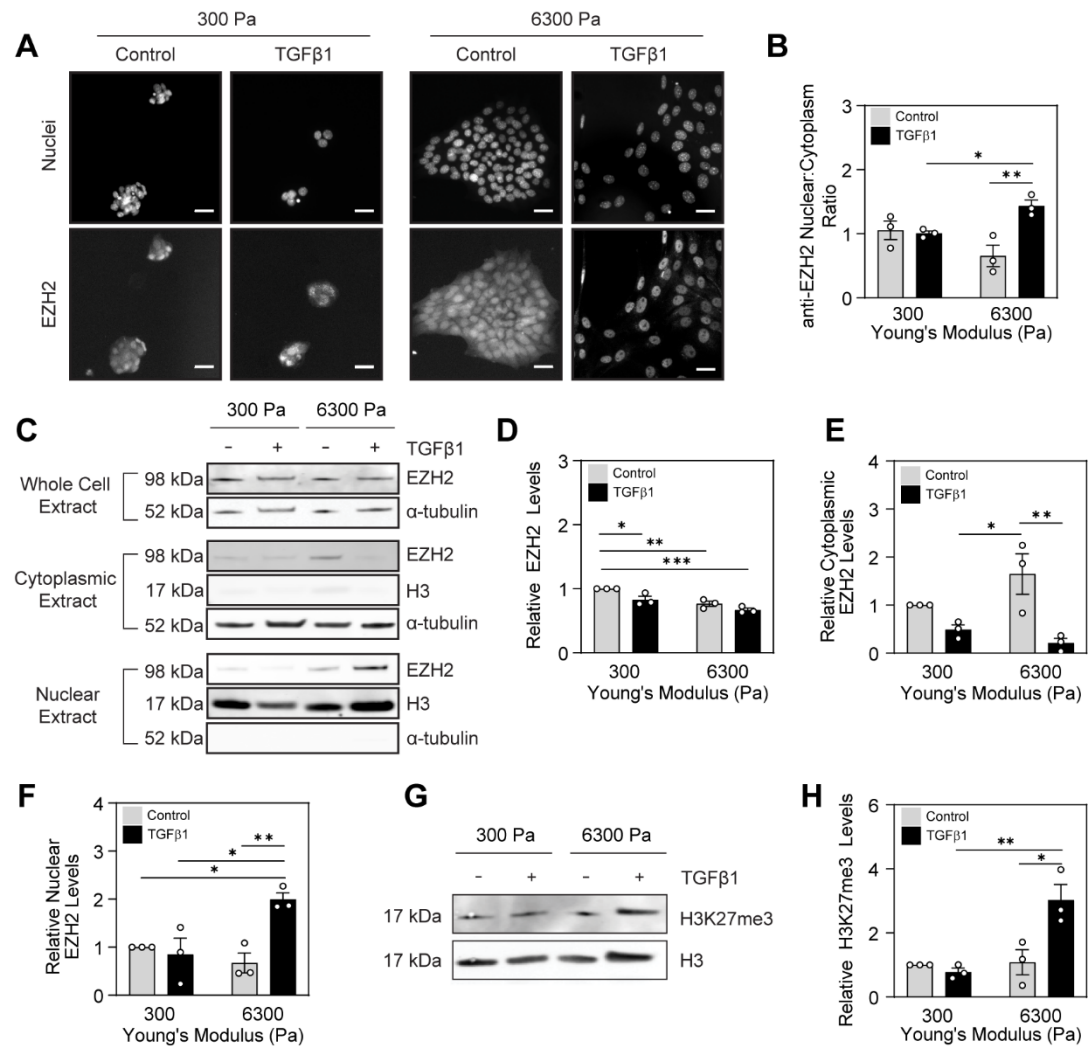 A
300 Pa
6300 Pa
Control
TGFβ1
Control
TGFβ1
Nuclei
EZH2
B
anti-EZH2 Nuclear:Cytoplasm
Ratio
3
2
1
0
Control
TGFβ1
*
**
300
6300
Young's Modulus (Pa)
C
300 Pa
6300 Pa
- + - + TGFβ1
Whole Cell
Extract
98 kDa
EZH2
52 kDa
α-tubulin
Cytoplasmic
Extract
98 kDa
EZH2
17 kDa
H3
52 kDa
α-tubulin
Nuclear
Extract
98 kDa
EZH2
17 kDa
H3
52 kDa
α-tubulin
D
Relative EZH2 Levels
3
2
1
0
Control
TGFβ1
*
**
***
300
6300
Young's Modulus (Pa)
E
Relative Cytoplasmic
EZH2 Levels
4
3
2
1
0
Control
TGFβ1
*
**
300
6300
Young's Modulus (Pa)
F
Relative Nuclear
EZH2 Levels
4
3
2
1
0
Control
TGFβ1
**
*
*
300
6300
Young's Modulus (Pa)
G
300 Pa
6300 Pa
- + - + TGFβ1
17 kDa
H3K27me3
17 kDa
H3
H
Relative H3K27me3 Levels
6
4
2
0
Control
TGFβ1
**
*
300
6300
Young's Modulus (Pa)